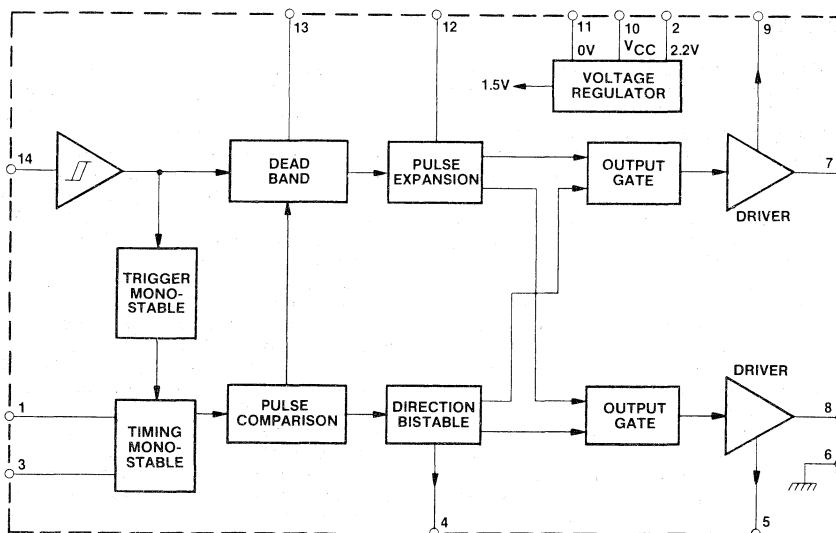 13
12
11
10
2
9
0V
VCC
2.2V
1.5V
VOLTAGE
REGULATOR
14
DEAD
BAND
PULSE
EXPANSION
OUTPUT
GATE
7
DRIVER
TRIGGER
MONO-
STABLE
DRIVER
1
TIMING
MONO-
STABLE
PULSE
COMPARISON
DIRECTION
BISTABLE
OUTPUT
GATE
8
3
6
4
5